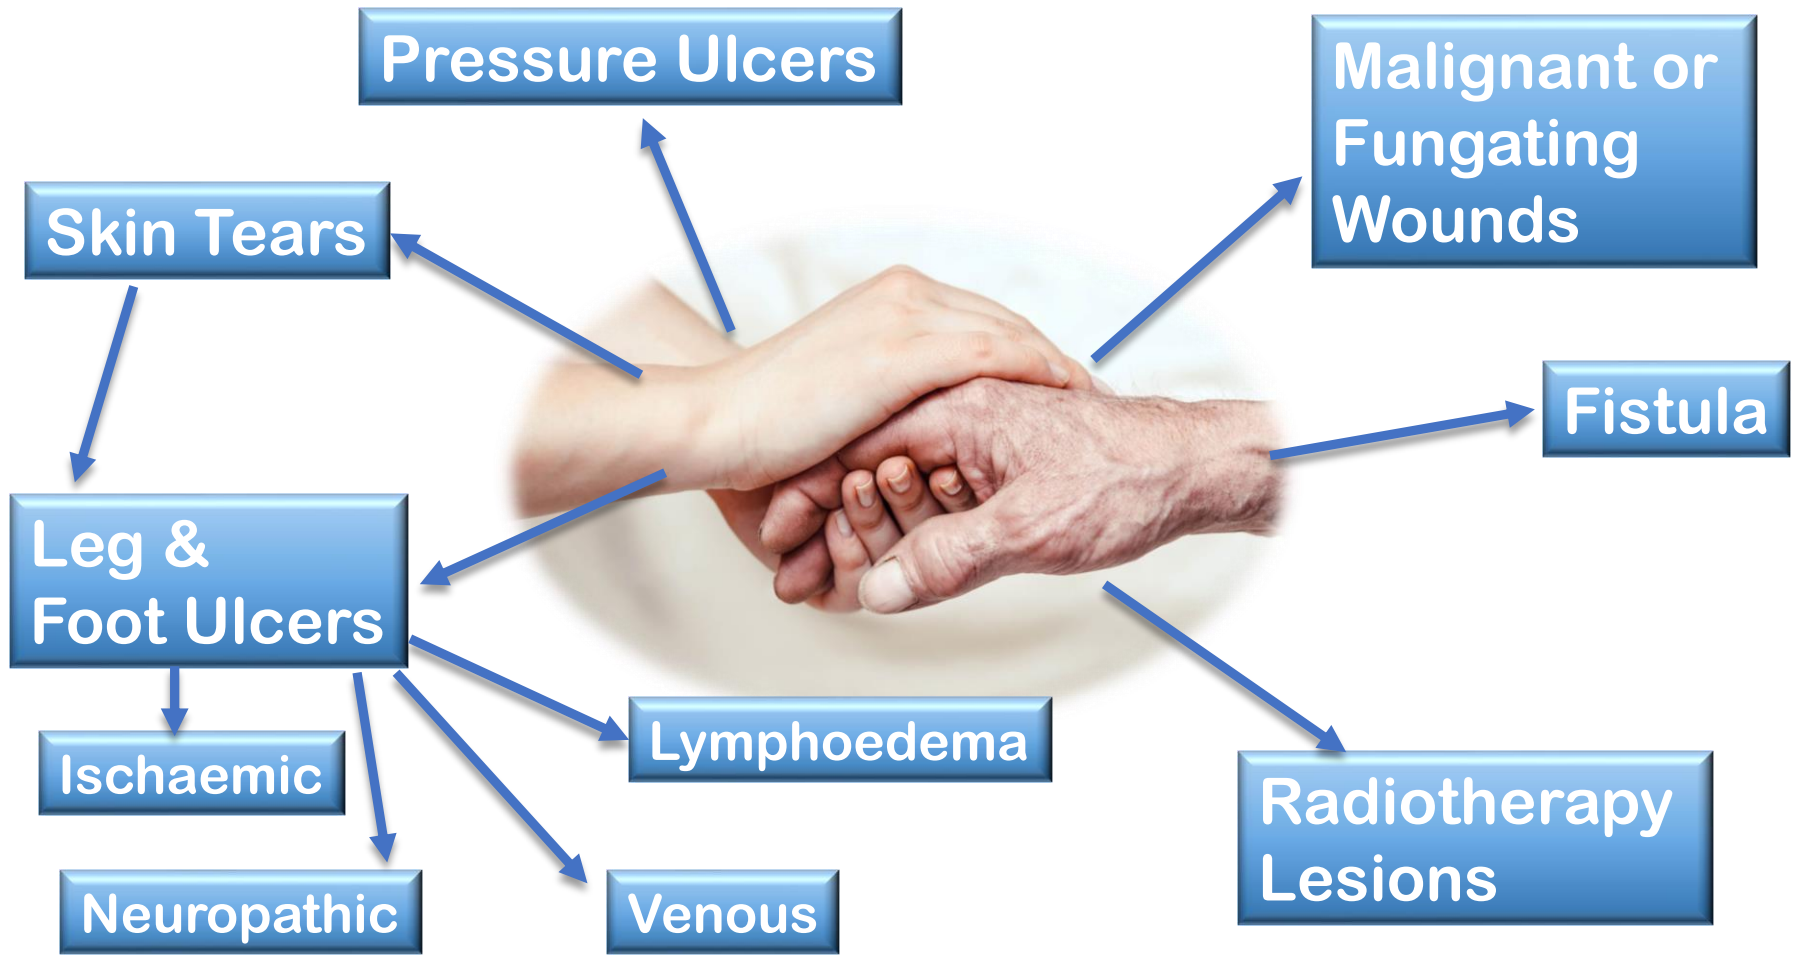 Pressure Ulcers
Malignant or
Fungating
Wounds
Skin Tears
Fistula
Leg &
Foot Ulcers
Lymphoedema
Ischaemic
Radiotherapy
Lesions
Neuropathic
Venous